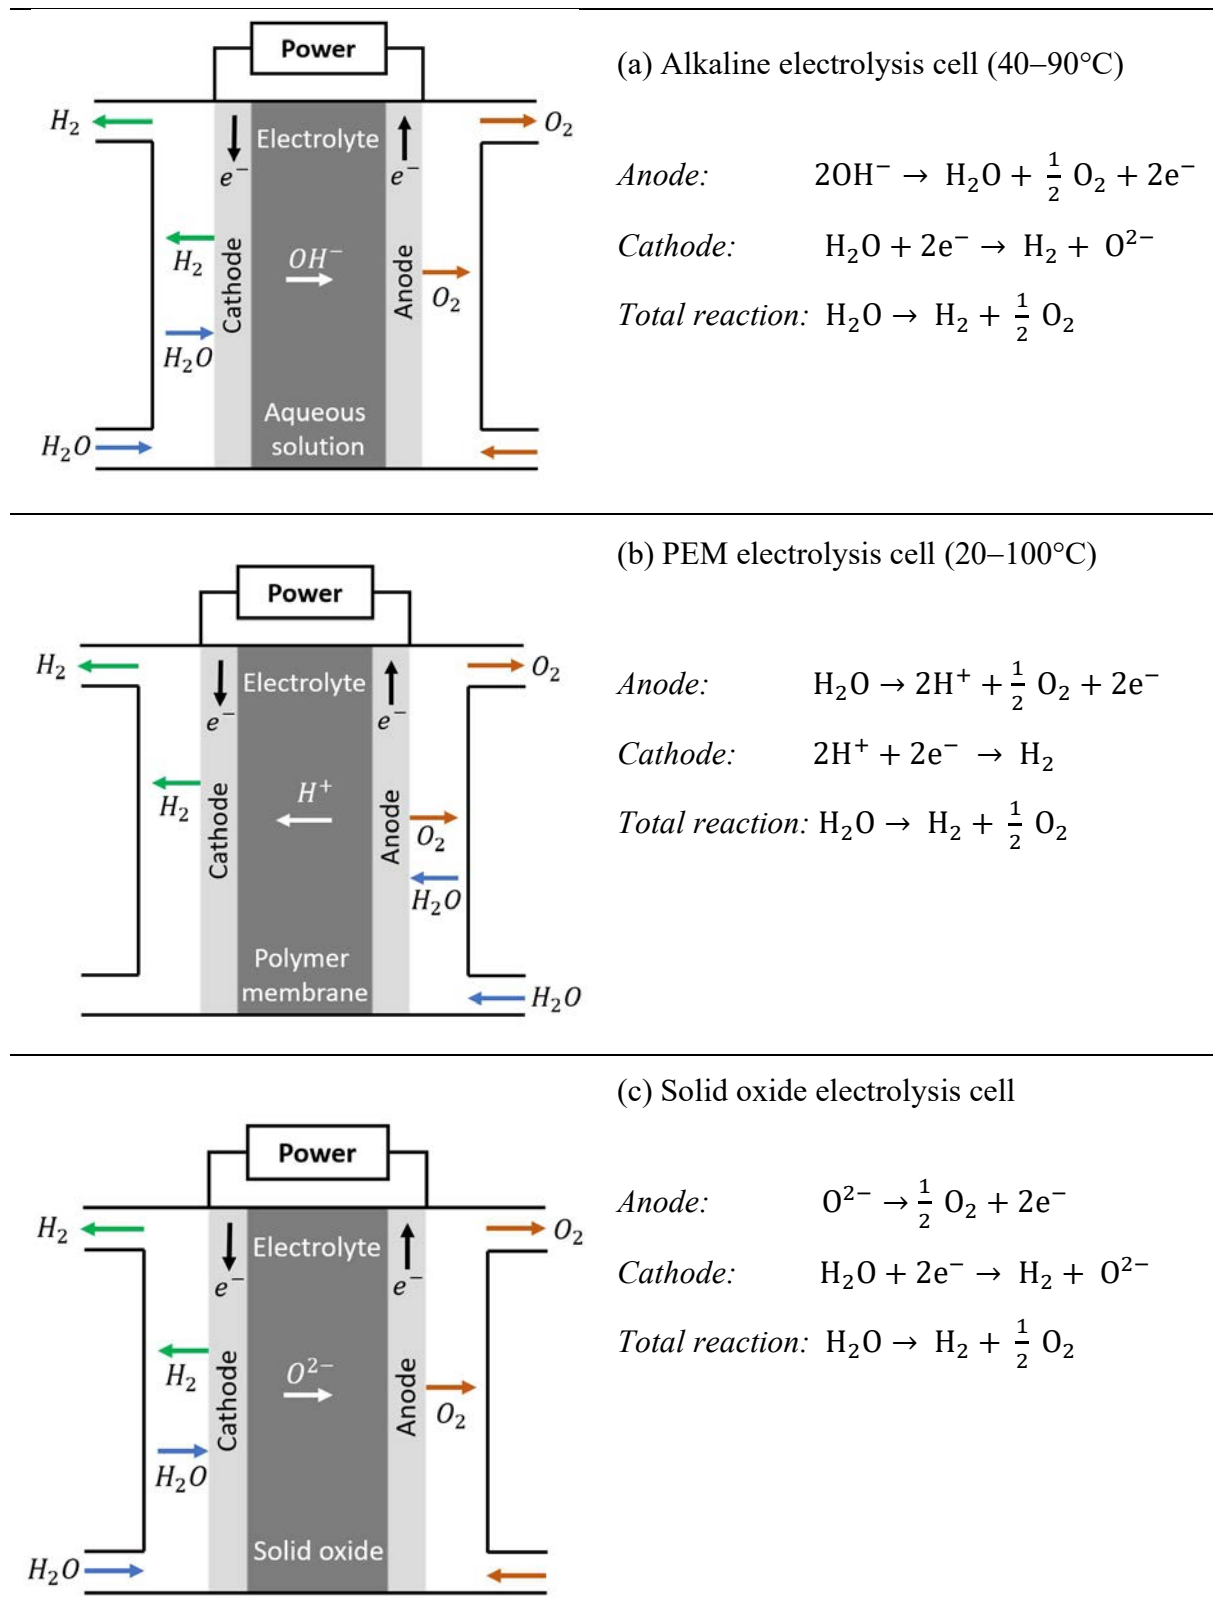 Power
(a) Alkaline electrolysis cell (40–90°C)
H₂
O₂
Electrolyte
e⁻
e⁻
Anode: 2OH⁻ → H₂O + ½ O₂ + 2e⁻
Cathode: H₂O + 2e⁻ → H₂ + O²⁻
Total reaction: H₂O → H₂ + ½ O₂
H₂
Cathode
OH⁻
Anode
O₂
H₂O
Aqueous
solution
H₂O
(b) PEM electrolysis cell (20–100°C)
Power
H₂
O₂
Electrolyte
e⁻
e⁻
Anode: H₂O → 2H⁺ + ½ O₂ + 2e⁻
Cathode: 2H⁺ + 2e⁻ → H₂
Total reaction: H₂O → H₂ + ½ O₂
H₂
Cathode
H⁺
Anode
O₂
H₂O
Polymer
membrane
H₂O
(c) Solid oxide electrolysis cell
Power
H₂
O₂
Electrolyte
e⁻
e⁻
Anode: O²⁻ → ½ O₂ + 2e⁻
Cathode: H₂O + 2e⁻ → H₂ + O²⁻
Total reaction: H₂O → H₂ + ½ O₂
H₂
Cathode
O²⁻
Anode
O₂
H₂O
Solid oxide
H₂O